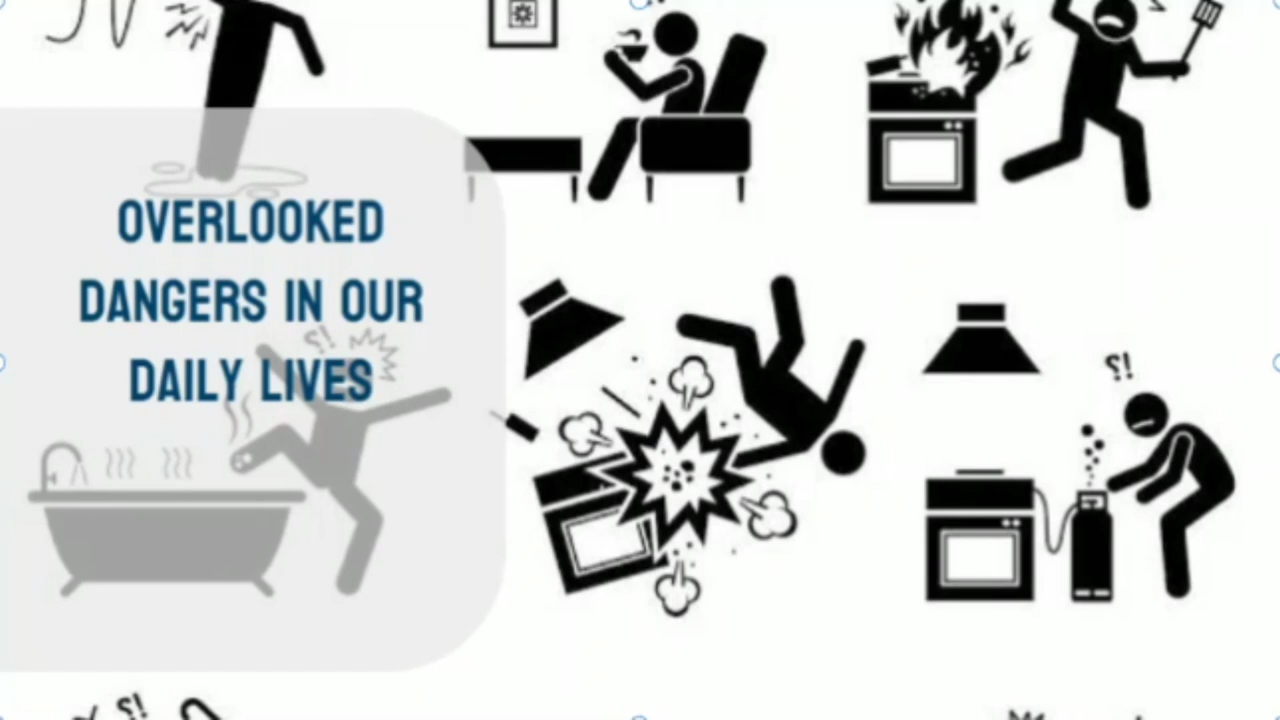 OVERLOOKED
DANGERS IN OUR
DAILY LIVES
?!
?!
?!